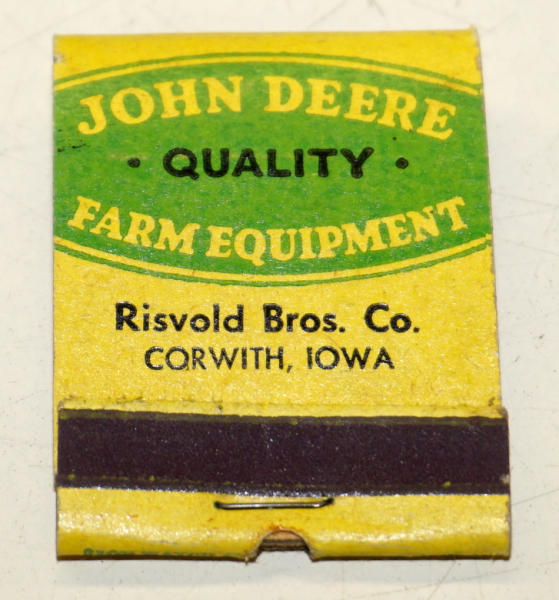 JOHN DEERE
• QUALITY •
FARM EQUIPMENT
Risvold Bros. Co.
CORWITH, IOWA